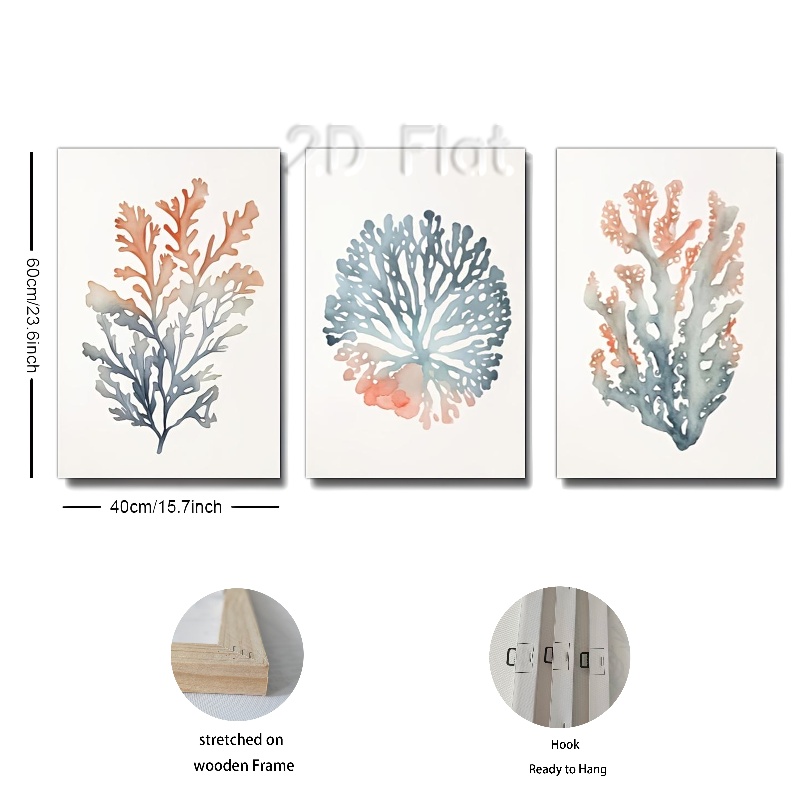 2D Flat
60cm/23.6inch
40cm/15.7inch
stretched on
wooden Frame
Hook
Ready to Hang